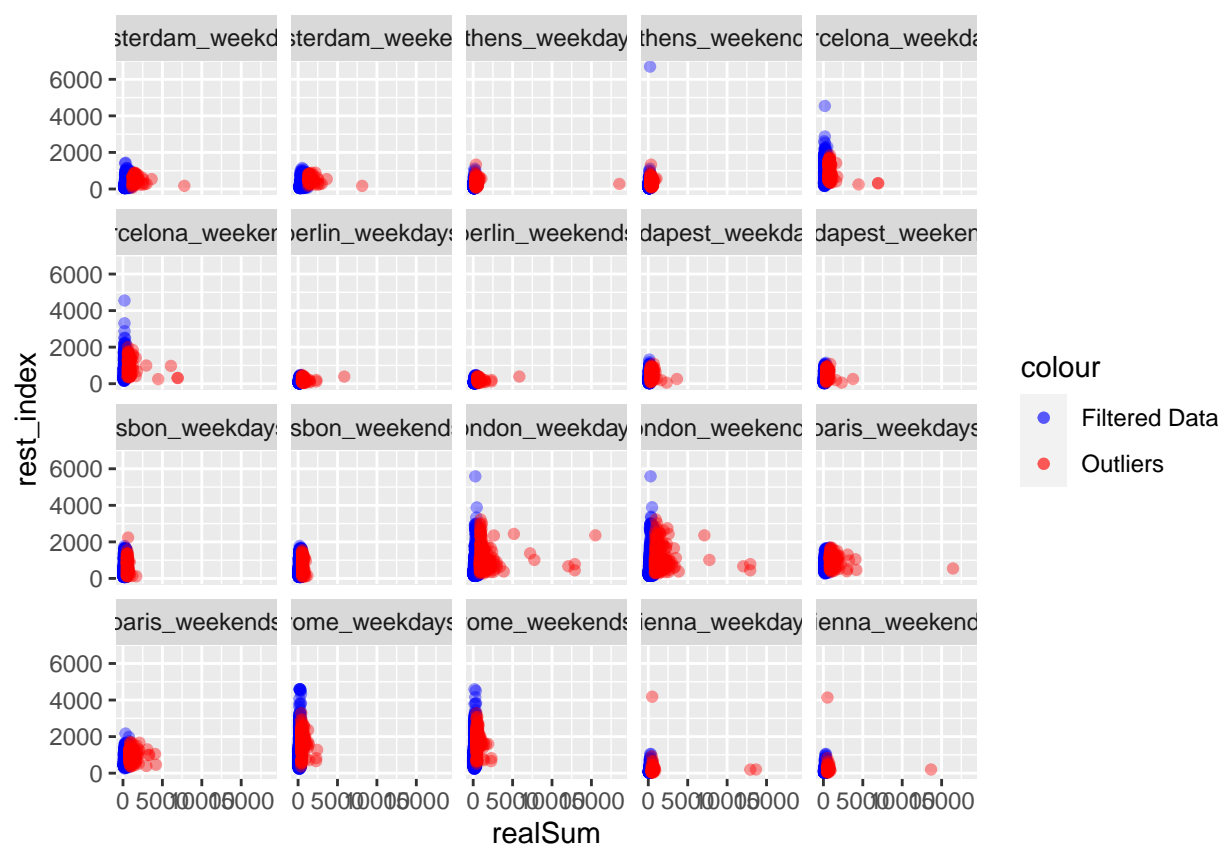 sterdam_weekd sterdam_weeke thens_weekday thens_weekend rcelona_weekda
6000
4000
2000
0
rcelona_weeken berlin_weekdays berlin_weekends dapest_weekda dapest_weeken
6000
4000
2000
0
sbon_weekdays sbon_weekends ondon_weekday ondon_weekend paris_weekdays
6000
4000
2000
0
paris_weekends rome_weekdays ome_weekends ienna_weekday ienna_weekend
6000
4000
2000
0
0 5000 10000 15000 0 5000 10000 15000 0 5000 10000 15000 0 5000 10000 15000 0 5000 10000 15000
realSum
rest_index
colour
Filtered Data
Outliers